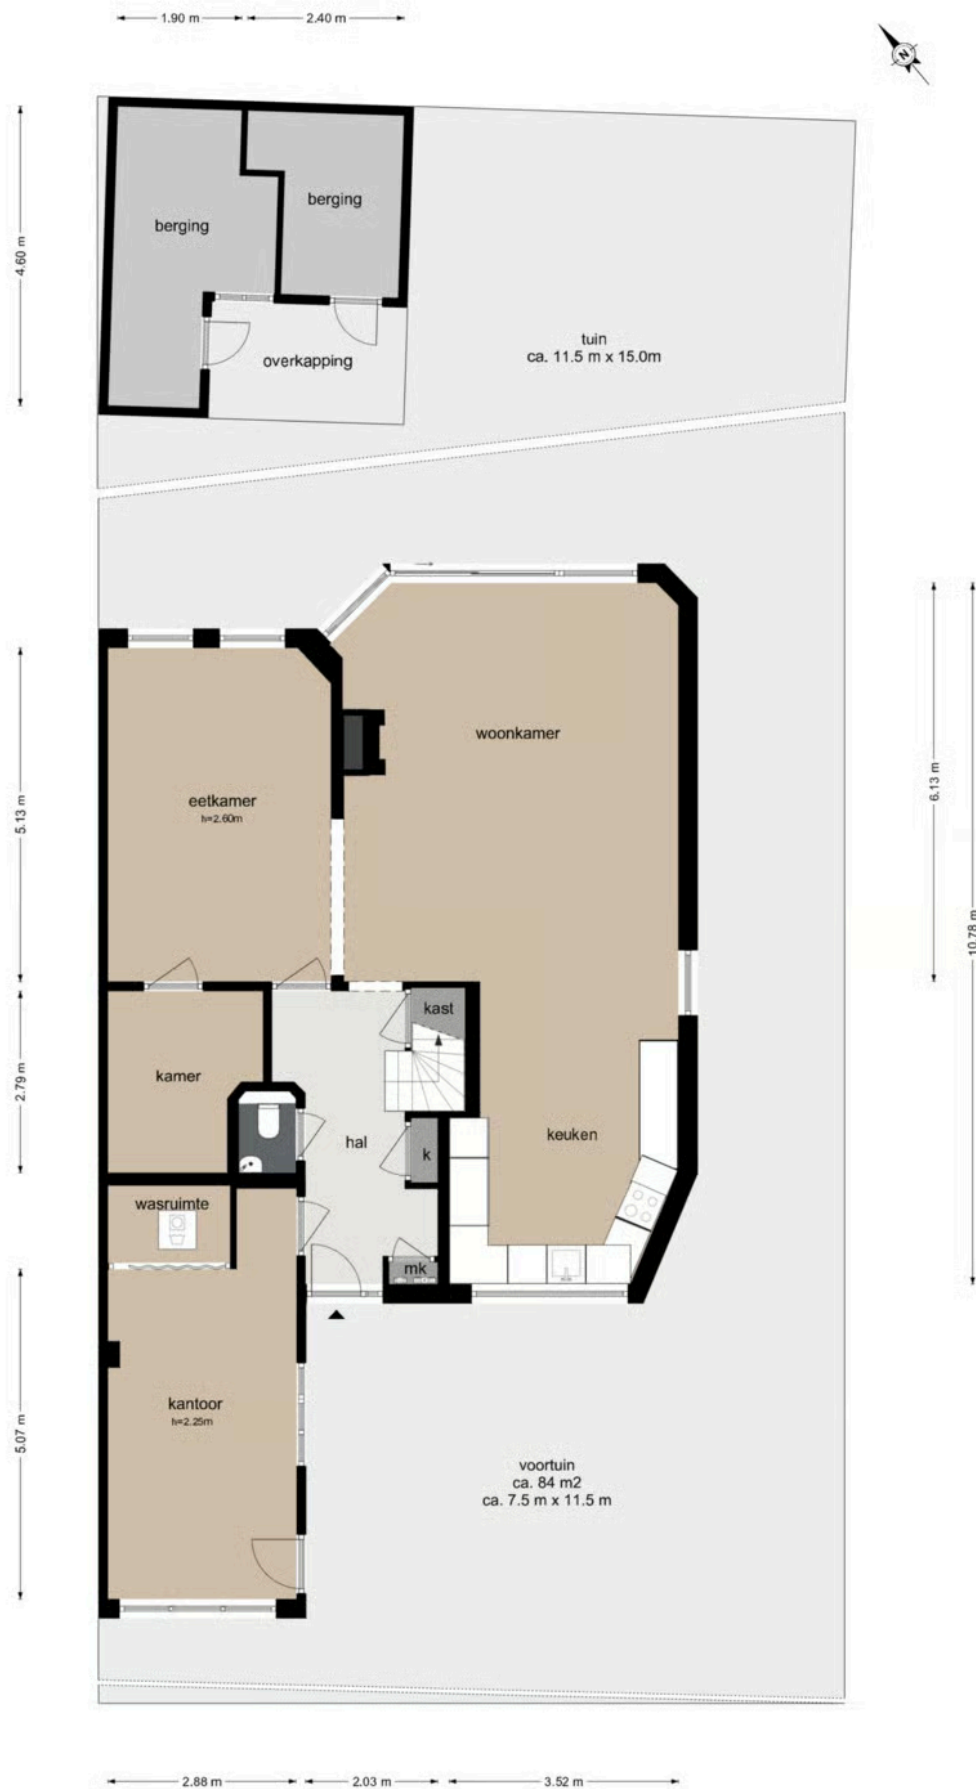 1.90 m
2.40 m
N
4.60 m
berging
berging
overkapping
tuin
ca. 11.5 m x 15.0m
5.13 m
eetkamer
h=2.60m
woonkamer
6.13 m
10.78 m
2.79 m
kamer
kast
hal
k
keuken
wasruimte
mk
5.07 m
kantoor
h=2.25m
voortuin
ca. 84 m2
ca. 7.5 m x 11.5 m
2.88 m
2.03 m
3.52 m